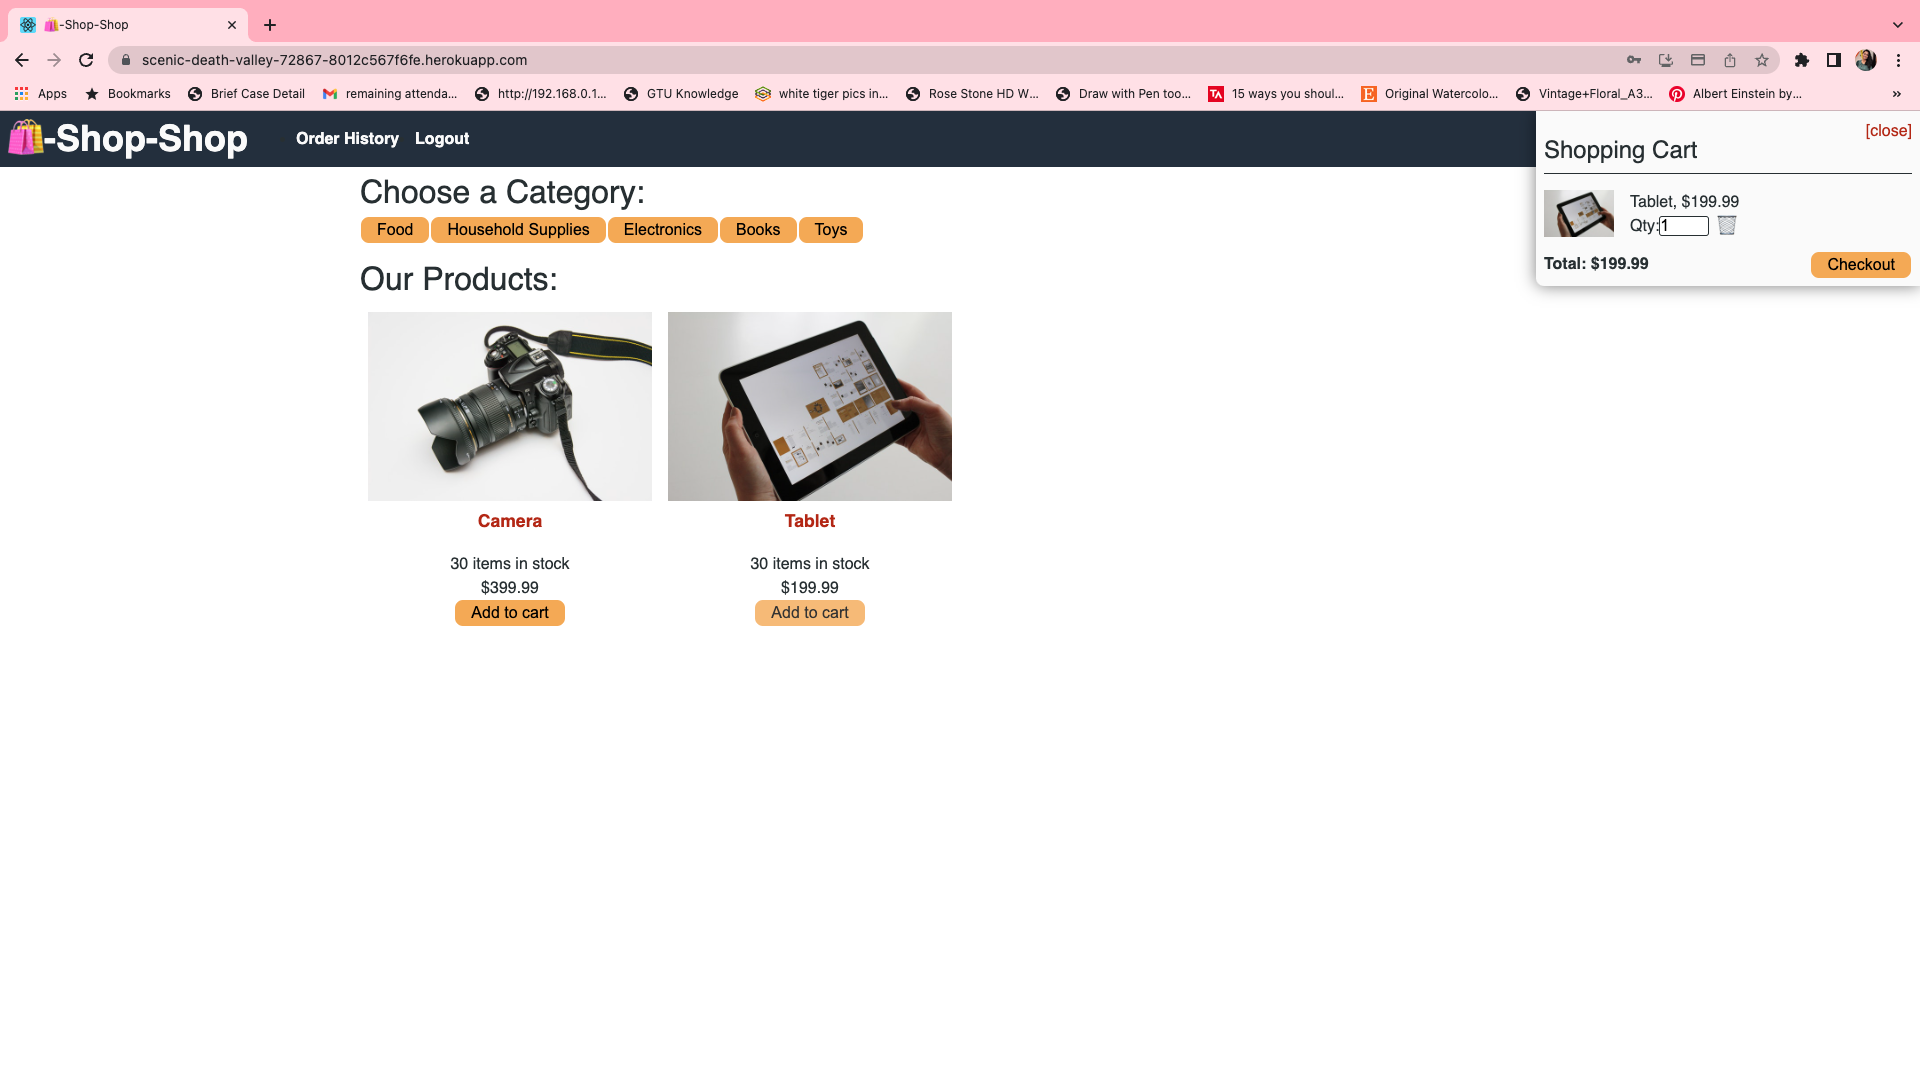 -Shop-Shop
scenic-death-valley-72867-8012c567f6fe.herokuapp.com
Apps
Bookmarks
Brief Case Detail
remaining attenda...
http://192.168.0.1...
GTU Knowledge
white tiger pics in...
Rose Stone HD W...
Draw with Pen too...
TA
15 ways you shoul...
E
Original Watercolo...
Vintage+Floral_A3...
Albert Einstein by...
»
-Shop-Shop
Order History
Logout
[close]
Shopping Cart
Tablet, $199.99
Qty:1
Total: $199.99
Checkout
Choose a Category:
Food
Household Supplies
Electronics
Books
Toys
Our Products:
Camera
30 items in stock
$399.99
Add to cart
Tablet
30 items in stock
$199.99
Add to cart